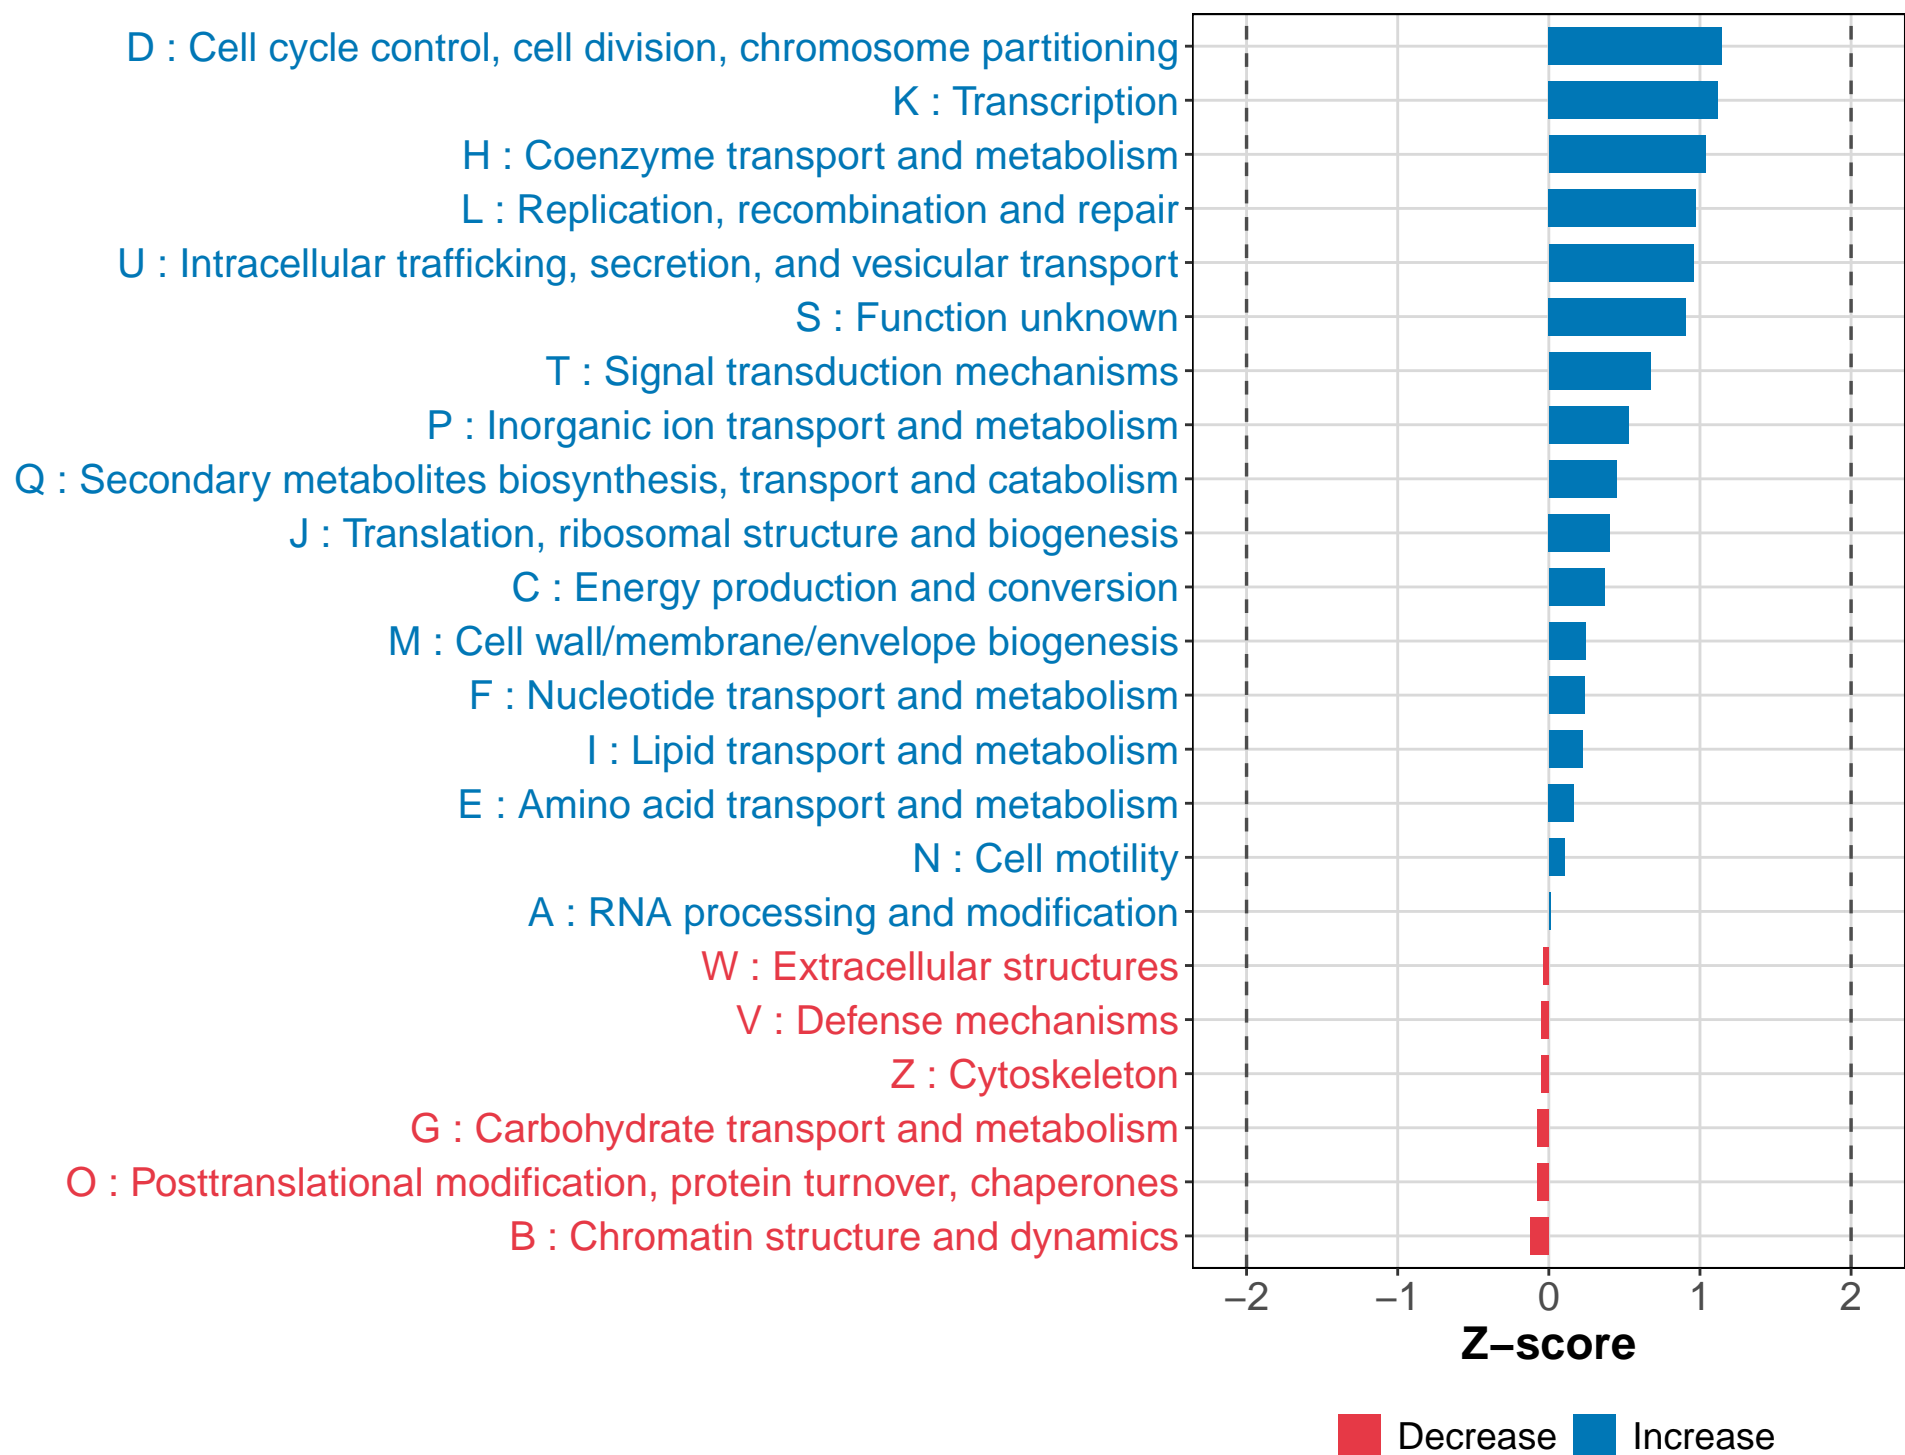 D : Cell cycle control, cell division, chromosome partitioning
K : Transcription
H : Coenzyme transport and metabolism
L : Replication, recombination and repair
U : Intracellular trafficking, secretion, and vesicular transport
S : Function unknown
T : Signal transduction mechanisms
P : Inorganic ion transport and metabolism
Q : Secondary metabolites biosynthesis, transport and catabolism
J : Translation, ribosomal structure and biogenesis
C : Energy production and conversion
M : Cell wall/membrane/envelope biogenesis
F : Nucleotide transport and metabolism
I : Lipid transport and metabolism
E : Amino acid transport and metabolism
N : Cell motility
A : RNA processing and modification
W : Extracellular structures
V : Defense mechanisms
Z : Cytoskeleton
G : Carbohydrate transport and metabolism
O : Posttranslational modification, protein turnover, chaperones
B : Chromatin structure and dynamics
−2 −1 0 1 2
Z−score
Decrease Increase